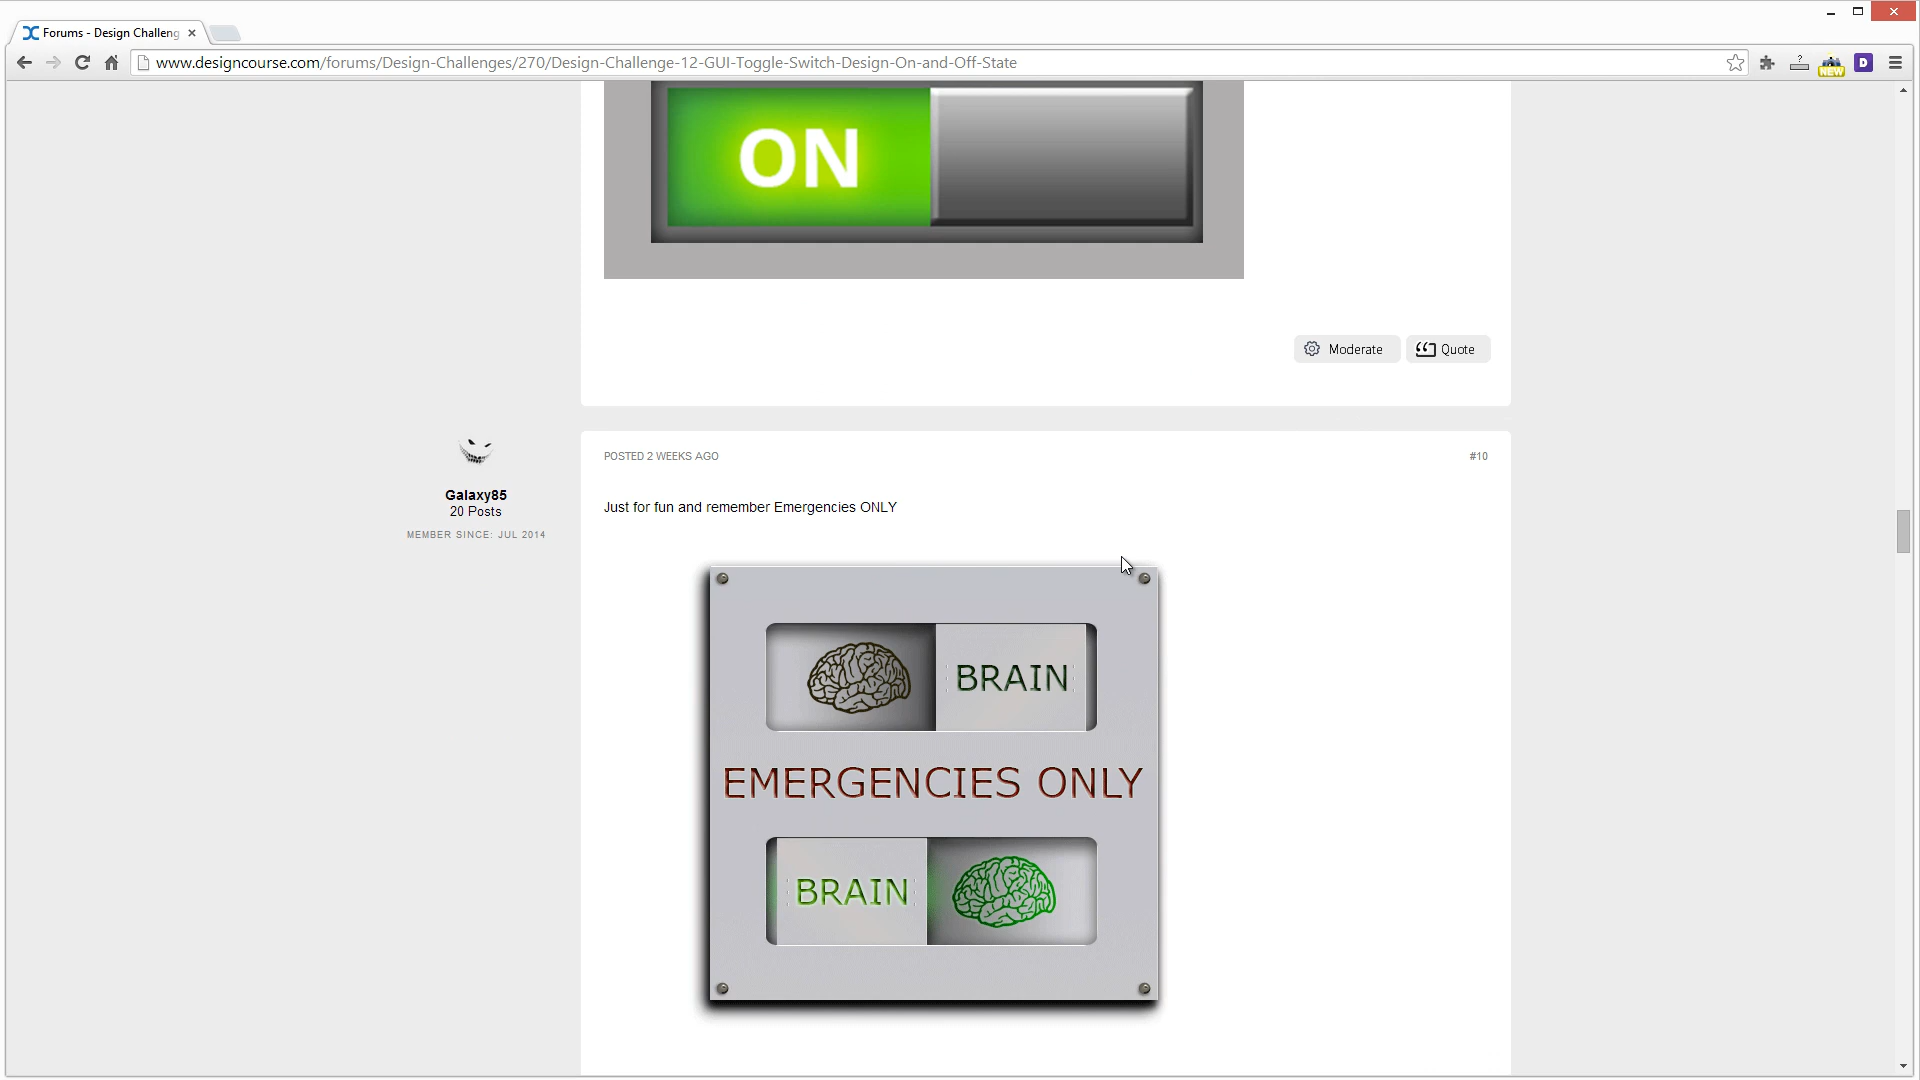 Forums - Design Challeng
www.designcourse.com/forums/Design-Challenges/270/Design-Challenge-12-GUI-Toggle-Switch-Design-On-and-Off-State
?
NEW
D
ON
Moderate
Quote
POSTED 2 WEEKS AGO
#10
Galaxy85
20 Posts
MEMBER SINCE: JUL 2014
Just for fun and remember Emergencies ONLY
BRAIN
EMERGENCIES ONLY
BRAIN